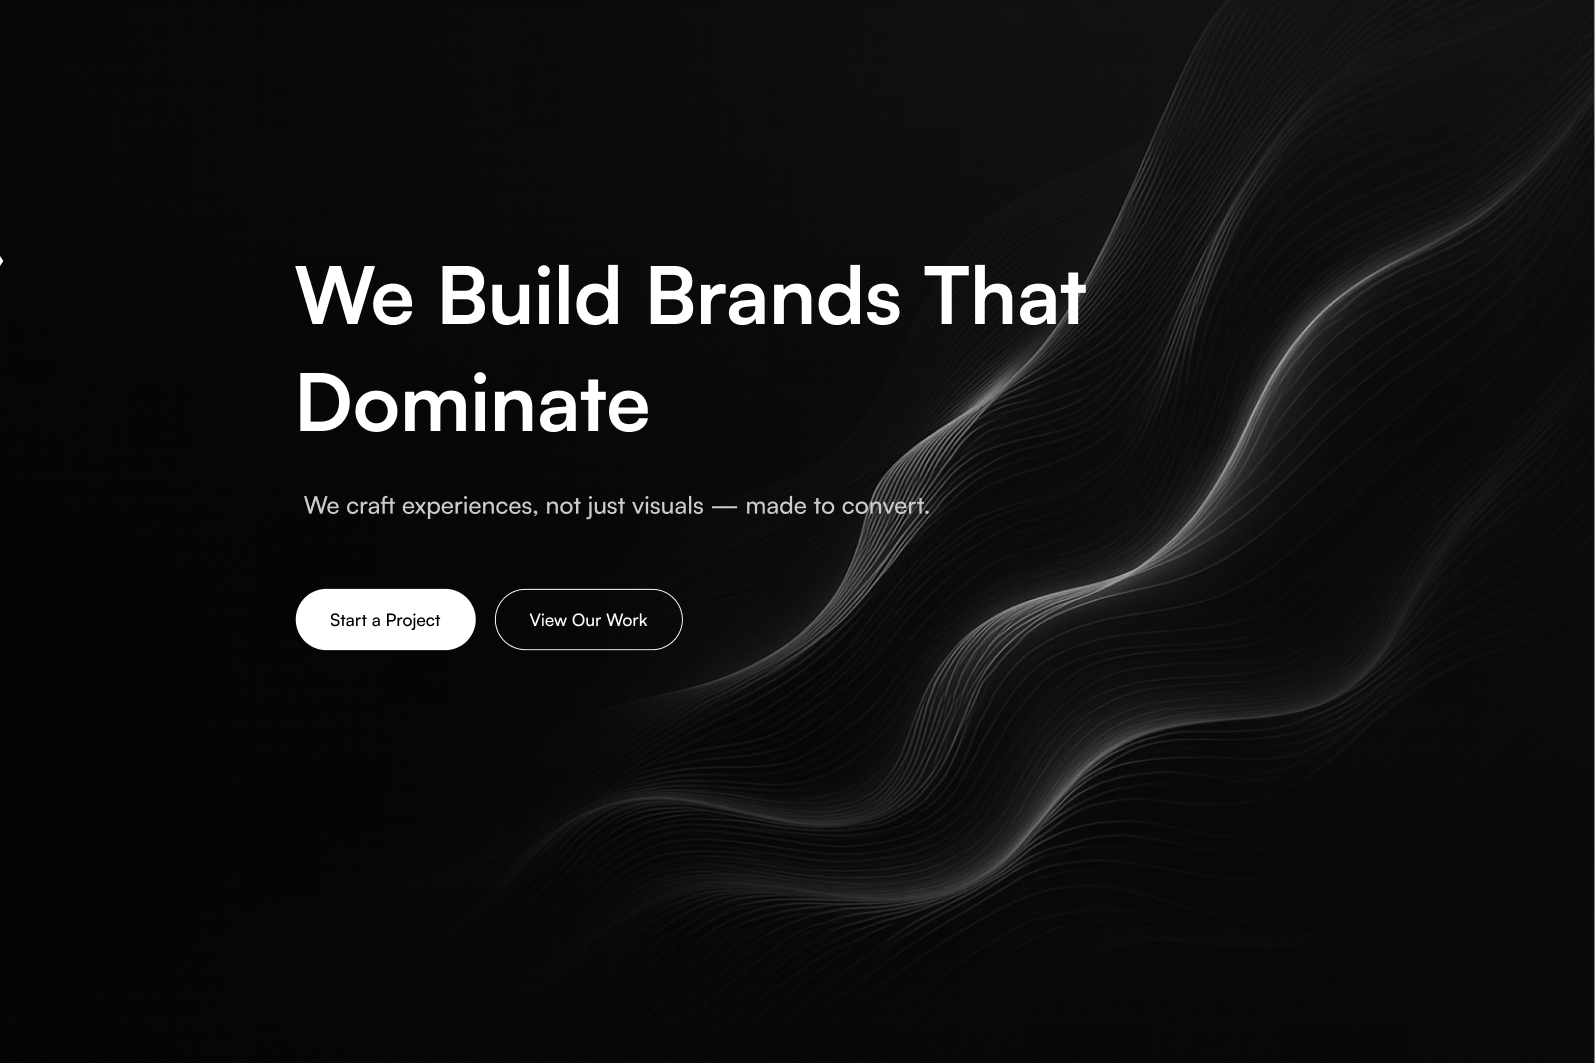 We Build Brands That
Dominate
We craft experiences, not just visuals — made to convert.
Start a Project
View Our Work